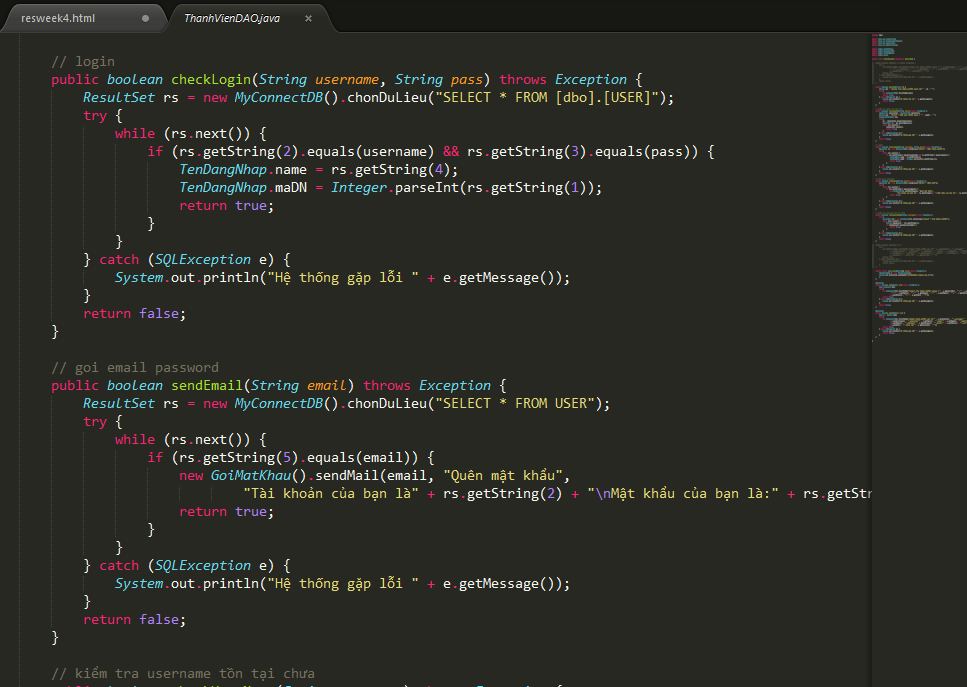 resweek4.html
ThanhVienDAO.java
// login
public boolean checkLogin(String username, String pass) throws Exception {
ResultSet rs = new MyConnectDB().chonDuLieu("SELECT * FROM [dbo].[USER]");
try {
while (rs.next()) {
if (rs.getString(2).equals(username) && rs.getString(3).equals(pass)) {
TenDangNhap.name = rs.getString(4);
TenDangNhap.maDN = Integer.parseInt(rs.getString(1));
return true;
}
}
} catch (SQLException e) {
System.out.println("Hệ thống gặp lỗi " + e.getMessage());
}
return false;
}
// goi email password
public boolean sendEmail(String email) throws Exception {
ResultSet rs = new MyConnectDB().chonDuLieu("SELECT * FROM USER");
try {
while (rs.next()) {
if (rs.getString(5).equals(email)) {
new GoiMatKhau().sendMail(email, "Quên mật khẩu",
"Tài khoản của bạn là" + rs.getString(2) + "\nMật khẩu của bạn là:" + rs.getStr
return true;
}
}
} catch (SQLException e) {
System.out.println("Hệ thống gặp lỗi " + e.getMessage());
}
return false;
}
// kiểm tra username tồn tại chưa